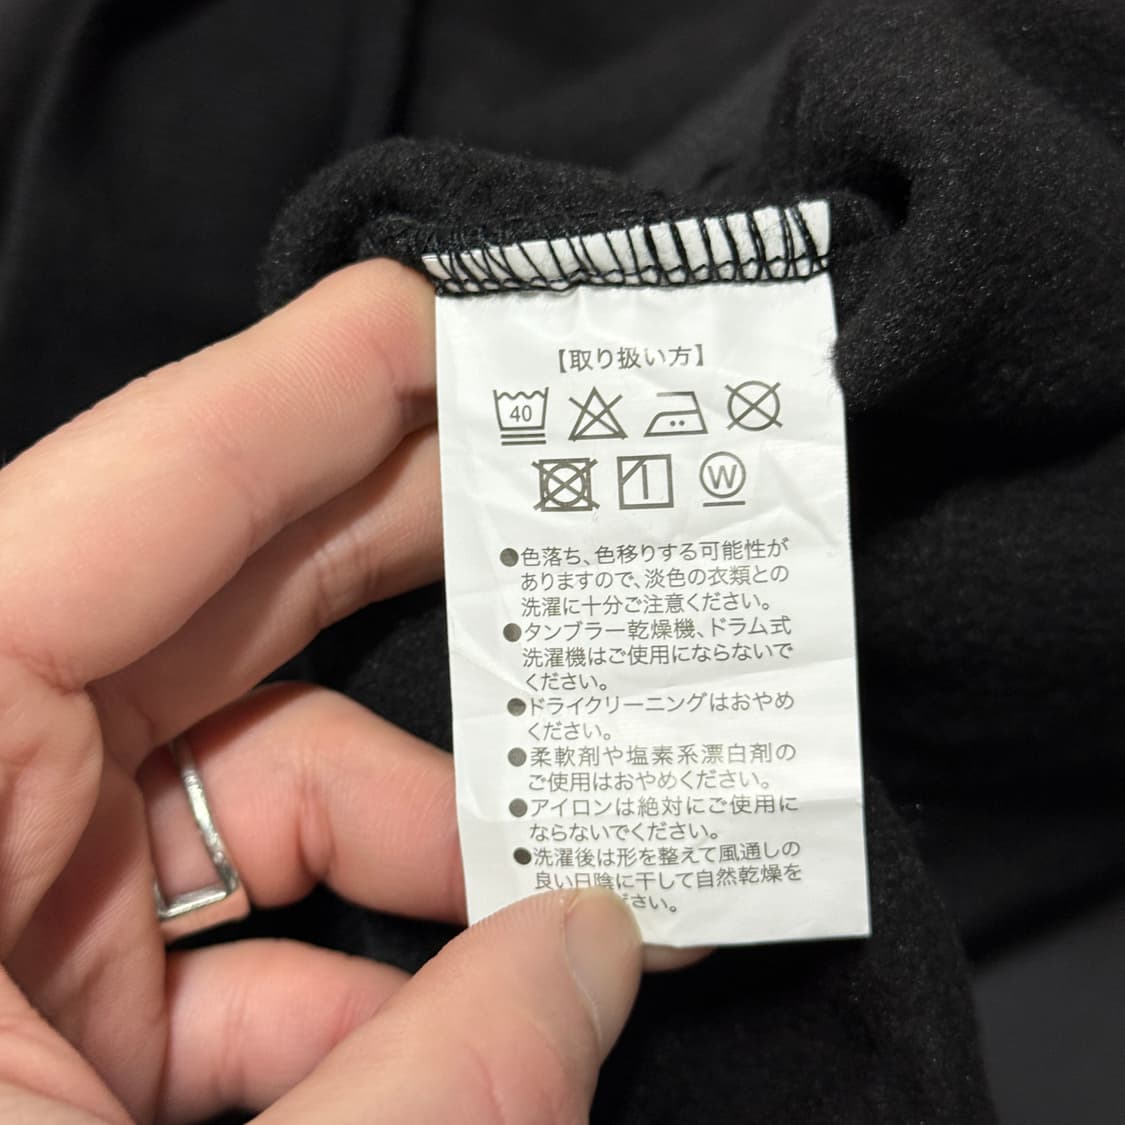 【取り扱い方】
40
W
●色落ち、色移りする可能性が
ありますので、淡色の衣類との
洗濯に十分ご注意ください。
●タンブラー乾燥機、ドラム式
洗濯機はご使用にならないで
ください。
●ドライクリーニングはおやめ
ください。
●柔軟剤や塩素系漂白剤の
ご使用はおやめください。
●アイロンは絶対にご使用に
ならないでください。
●洗濯後は形を整えて風通しの
良い日陰に干して自然乾燥を
ださい。